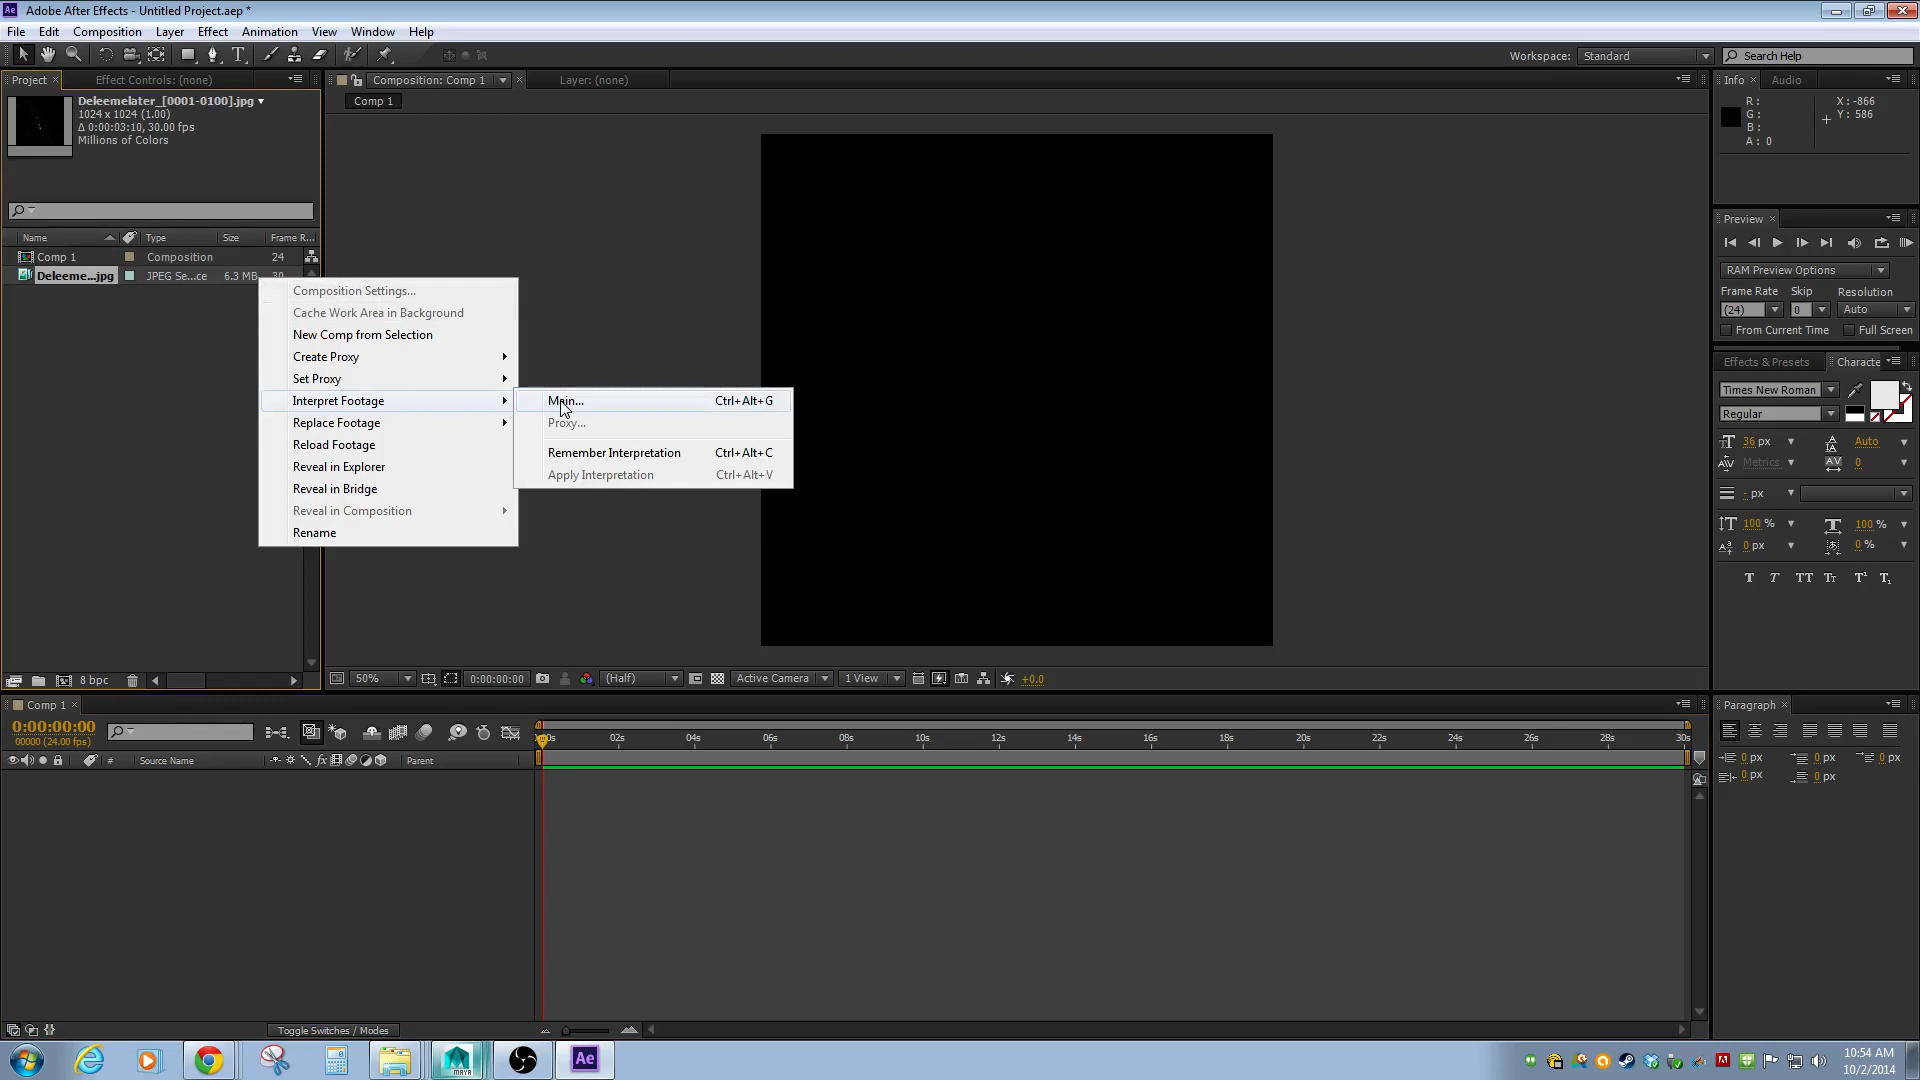 Adobe After Effects - Untitled Project.aep *
File Edit Composition Layer Effect Animation View Window Help
Workspace: Standard Search Help
Project Effect Controls: (none)
Composition: Comp 1 Layer: (none)
Info Audio
Deleemelater_[0001-0100].jpg
1024 x 1024 (1.00)
Δ 0:00:03:10, 30.00 fps
Millions of Colors
Comp 1
R:
G:
B:
A: 0
X: -866
Y: 586
Name Type Size Frame R...
Comp 1 Composition 24
Deleeme...jpg JPEG Se...ce 6.3 MB 30
Composition Settings...
Cache Work Area in Background
New Comp from Selection
Create Proxy
Set Proxy
Interpret Footage
Replace Footage
Reload Footage
Reveal in Explorer
Reveal in Bridge
Reveal in Composition
Rename
Main... Ctrl+Alt+G
Proxy...
Remember Interpretation Ctrl+Alt+C
Apply Interpretation Ctrl+Alt+V
Preview
RAM Preview Options
Frame Rate Skip Resolution
(24) 0 Auto
From Current Time Full Screen
Effects & Presets Characte
Times New Roman
Regular
36 px Auto
Metrics 0
- px
100 % 100 %
0 px 0 %
T T TT Tт T¹ T₁
8 bpc
50% 0:00:00:00 (Half) Active Camera 1 View +0.0
Comp 1
0:00:00:00
00000 (24.00 fps)
# Source Name Parent
00s 02s 04s 06s 08s 10s 12s 14s 16s 18s 20s 22s 24s 26s 28s 30s
Paragraph
0 px 0 px 0 px
0 px 0 px
Toggle Switches / Modes
MAYA
Ae
10:54 AM
10/2/2014